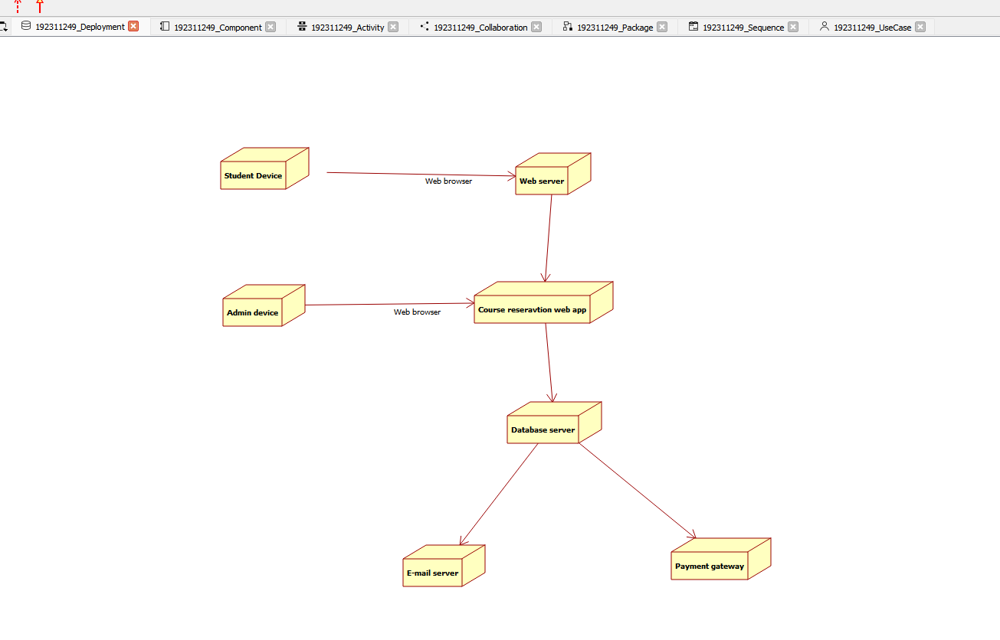 192311249_Deployment
192311249_Component
192311249_Activity
192311249_Collaboration
192311249_Package
192311249_Sequence
192311249_UseCase
Student Device
Web browser
Web server
Admin device
Web browser
Course reseravtion web app
Database server
E-mail server
Payment gateway